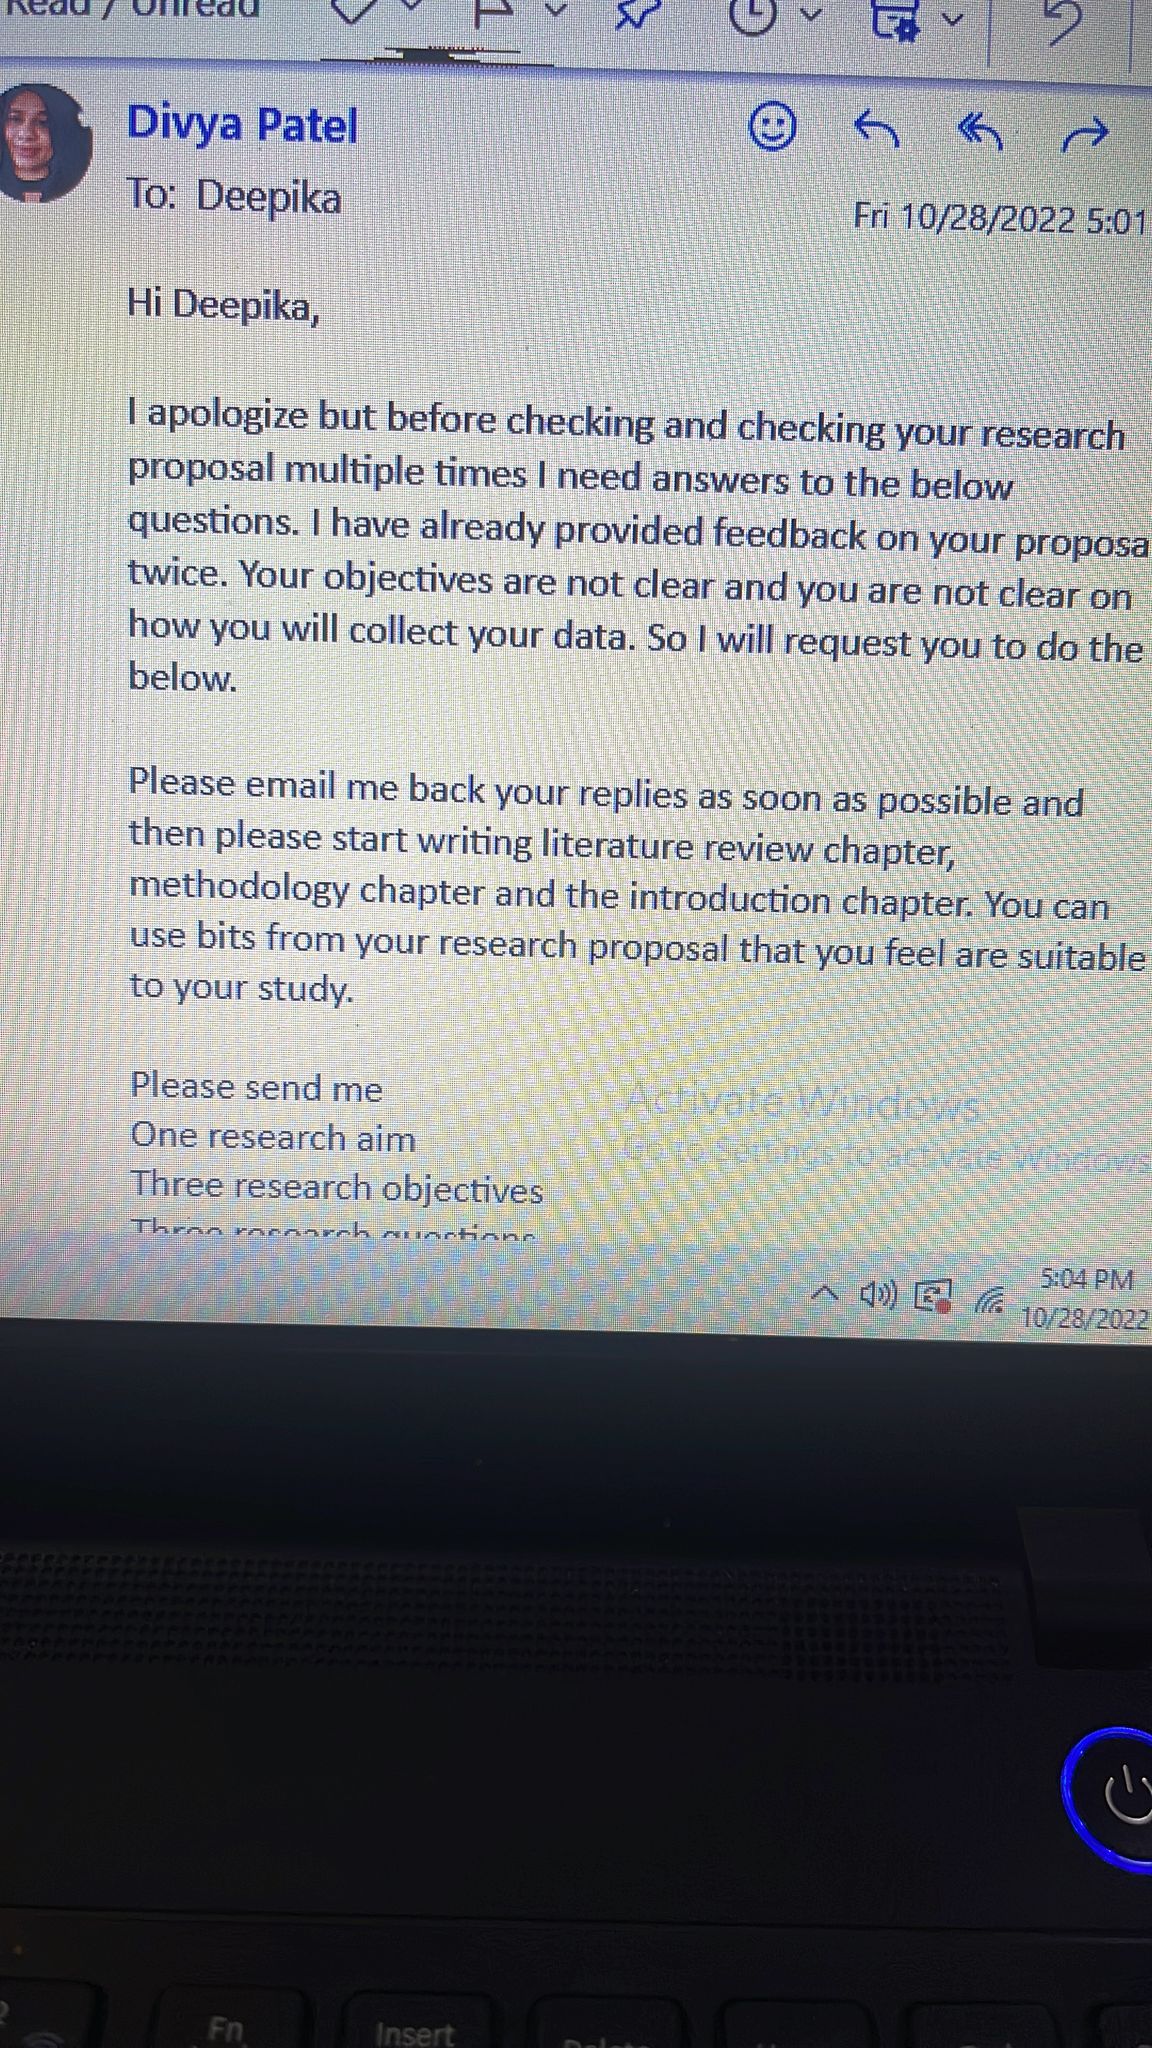 Read / Unread
Divya Patel
To: Deepika
Fri 10/28/2022 5:01
Hi Deepika,
I apologize but before checking and checking your research
proposal multiple times I need answers to the below
questions. I have already provided feedback on your proposa
twice. Your objectives are not clear and you are not clear on
how you will collect your data. So I will request you to do the
below.
Please email me back your replies as soon as possible and
then please start writing literature review chapter,
methodology chapter and the introduction chapter. You can
use bits from your research proposal that you feel are suitable
to your study.
Please send me
One research aim
Three research objectives
Three research questions
Activate Windows
Go to Settings to activate Windows
5:04 PM
10/28/2022
Fn
Insert